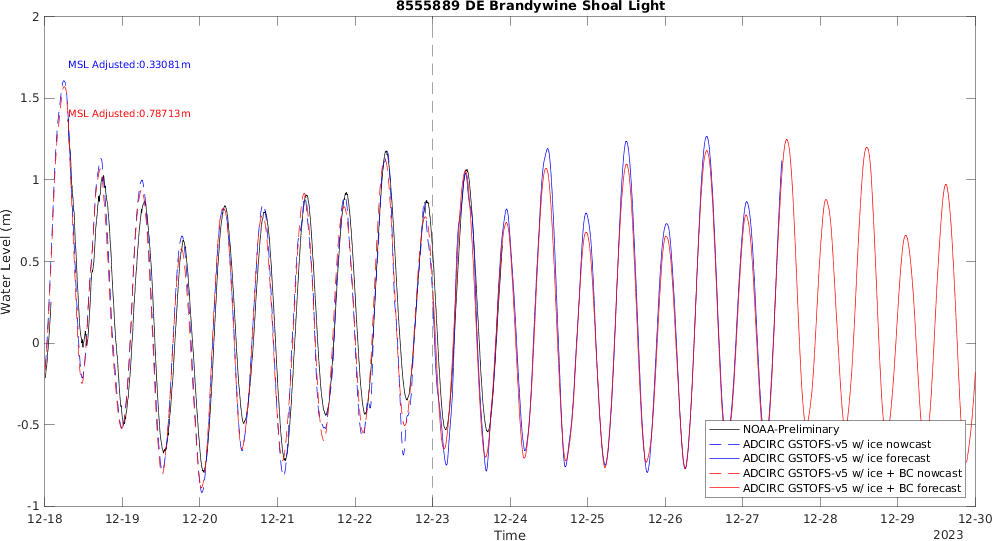 8555889 DE Brandywine Shoal Light
2
1.5
1
0.5
0
-0.5
-1
Water Level (m)
MSL Adjusted:0.33081m
MSL Adjusted:0.78713m
NOAA-Preliminary
ADCIRC GSTOFS-v5 w/ ice nowcast
ADCIRC GSTOFS-v5 w/ ice forecast
ADCIRC GSTOFS-v5 w/ ice + BC nowcast
ADCIRC GSTOFS-v5 w/ ice + BC forecast
12-18 12-19 12-20 12-21 12-22 12-23 12-24 12-25 12-26 12-27 12-28 12-29 12-30
Time
2023